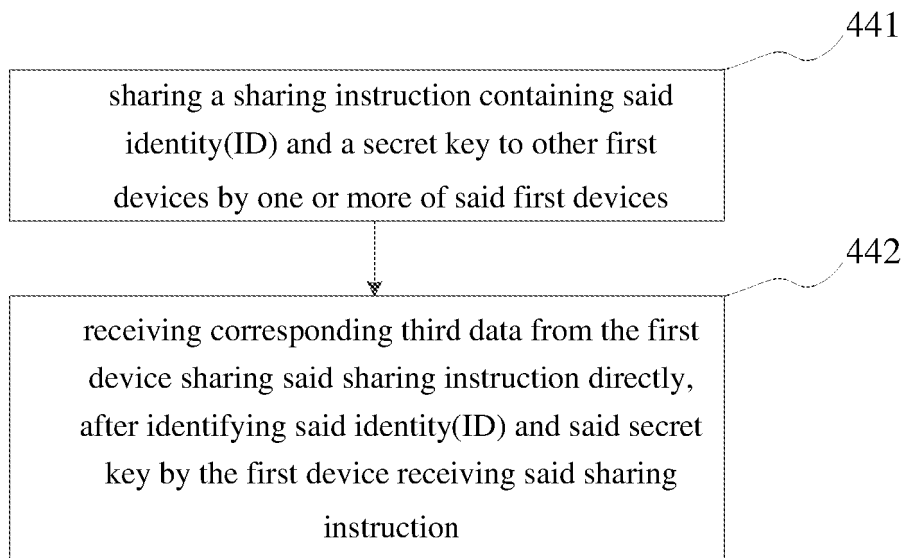 441
sharing a sharing instruction containing said
identity(ID) and a secret key to other first
devices by one or more of said first devices
442
receiving corresponding third data from the first
device sharing said sharing instruction directly,
after identifying said identity(ID) and said secret
key by the first device receiving said sharing
instruction